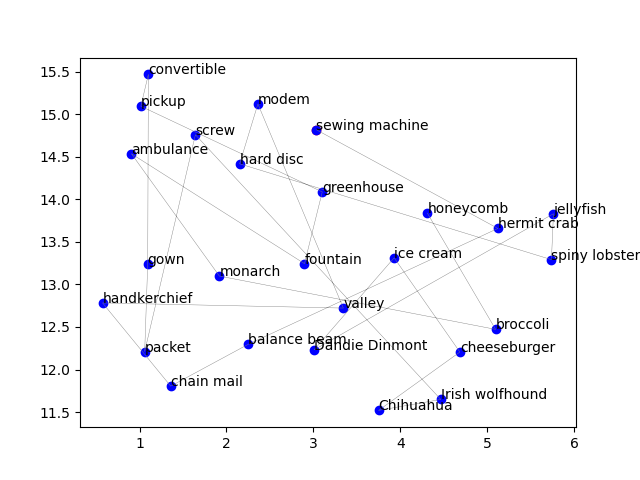 convertible
15.5
modem
pickup
15.0
sewing machine
screw
ambulance
14.5
hard disc
greenhouse
14.0
honeycomb
jellyfish
hermit crab
13.5
ice cream
spiny lobster
gown
fountain
monarch
13.0
handkerchief
valley
12.5
broccoli
balance beam
Dandie Dinmont
packet
cheeseburger
12.0
chain mail
Irish wolfhound
Chihuahua
11.5
1 2 3 4 5 6